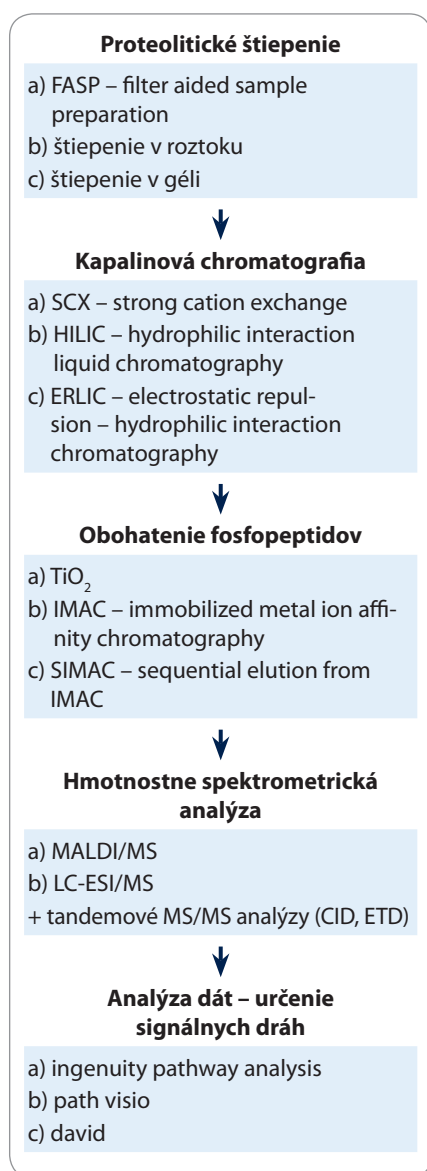 Proteolitické štiepenie
a) FASP – filter aided sample
preparation
b) štiepenie v roztoku
c) štiepenie v géli
Kapalinová chromatografia
a) SCX – strong cation exchange
b) HILIC – hydrophilic interaction
liquid chromatography
c) ERLIC – electrostatic repul-
sion – hydrophilic interaction
chromatography
Obohatenie fosfopeptidov
a) TiO₂
b) IMAC – immobilized metal ion affi-
nity chromatography
c) SIMAC – sequential elution from
IMAC
Hmotnostne spektrometrická
analýza
a) MALDI/MS
b) LC-ESI/MS
+ tandemové MS/MS analýzy (CID, ETD)
Analýza dát – určenie
signálnych dráh
a) ingenuity pathway analysis
b) path visio
c) david